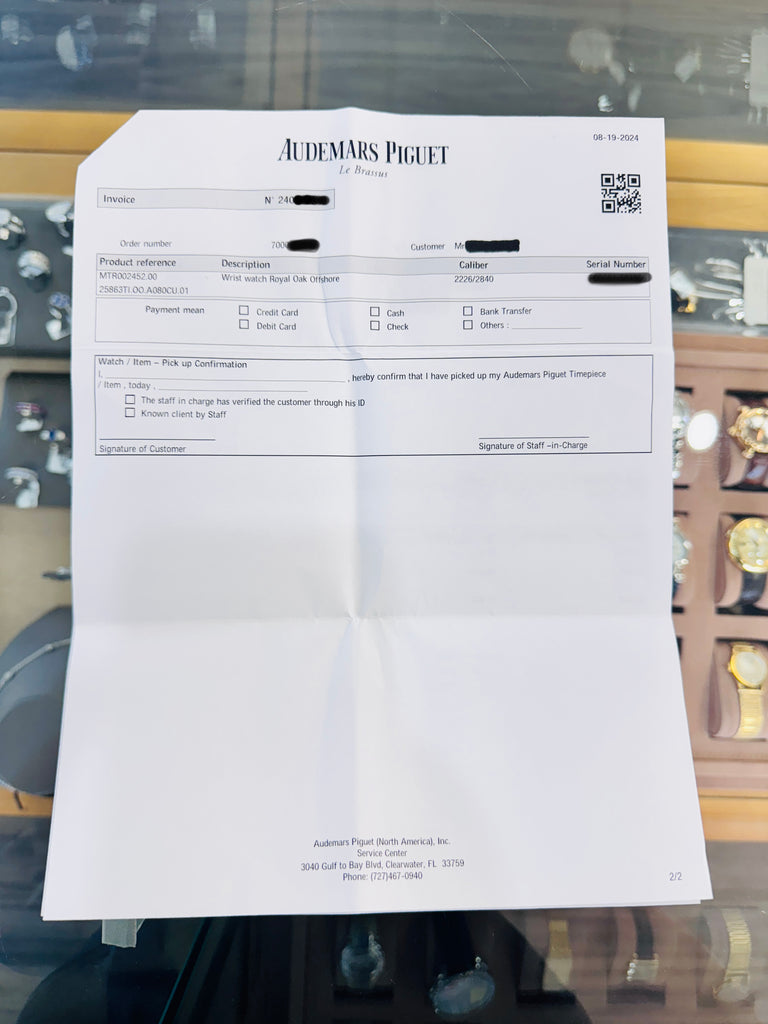 08-19-2024
AUDEMARS PIGUET
Le Brassus
Invoice N° 240
Order number 700 Customer Mr
Product reference Description Caliber Serial Number
MTR002452.00 Wrist watch Royal Oak Offshore 2226/2840
25863TI.OO.A080CU.01
Payment mean ☐ Credit Card ☐ Cash ☐ Bank Transfer
☐ Debit Card ☐ Check ☐ Others : ____________
Watch / Item – Pick up Confirmation
I, ____________________, hereby confirm that I have picked up my Audemars Piguet Timepiece
/ Item , today , ____________________
☐ The staff in charge has verified the customer through his ID
☐ Known client by Staff
Signature of Customer Signature of Staff –in-Charge
Audemars Piguet (North America), Inc.
Service Center
3040 Gulf to Bay Blvd, Clearwater, FL 33759
Phone: (727)467-0940
2/2